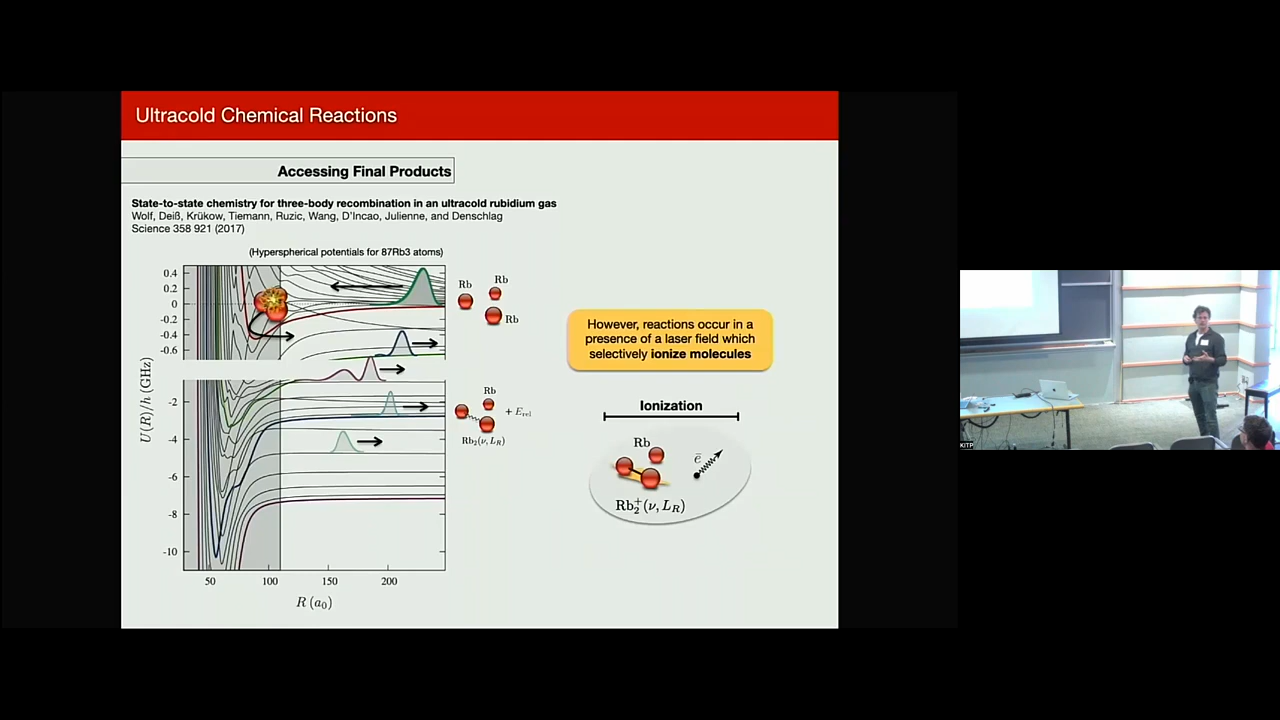 Ultracold Chemical Reactions
Accessing Final Products
State-to-state chemistry for three-body recombination in an ultracold rubidium gas
Wolf, Deiß, Krükow, Tiemann, Ruzic, Wang, D'Incao, Julienne, and Denschlag
Science 358 921 (2017)
(Hyperspherical potentials for 87Rb3 atoms)
0.4
0.2
0
-0.2
-0.4
-0.6
-2
-4
-6
-8
-10
U(R)/h (GHz)
50 100 150 200
R (a₀)
Rb
Rb
Rb
Rb
+ E_rel
Rb₂(ν, L_R)
However, reactions occur in a
presence of a laser field which
selectively ionize molecules
Ionization
Rb
ē
Rb₂⁺(ν, L_R)
KITP